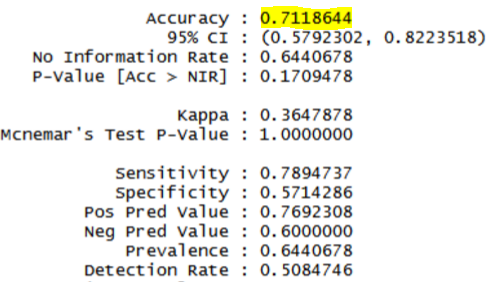 Accuracy : 0.7118644
95% CI : (0.5792302, 0.8223518)
No Information Rate : 0.6440678
P-Value [Acc > NIR] : 0.1709478
Kappa : 0.3647878
Mcnemar's Test P-Value : 1.0000000
Sensitivity : 0.7894737
Specificity : 0.5714286
Pos Pred Value : 0.7692308
Neg Pred Value : 0.6000000
Prevalence : 0.6440678
Detection Rate : 0.5084746